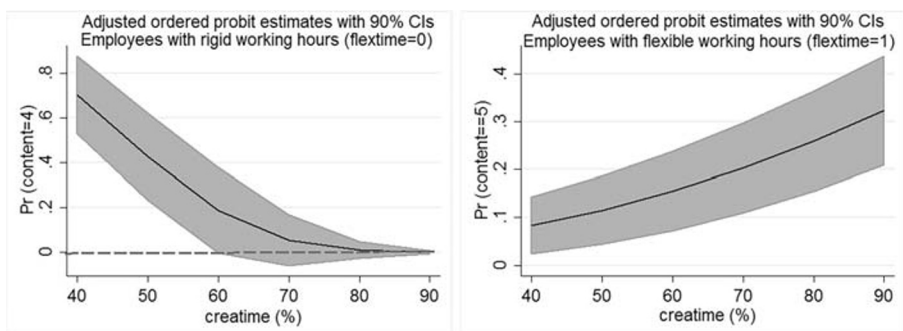 Adjusted ordered probit estimates with 90% CIs
Employees with rigid working hours (flextime=0)
Pr (content=4)
.8
.6
.4
.2
0
40 50 60 70 80 90
creatime (%)
Adjusted ordered probit estimates with 90% CIs
Employees with flexible working hours (flextime=1)
Pr (content==5)
.4
.3
.2
.1
0
40 50 60 70 80 90
creatime (%)